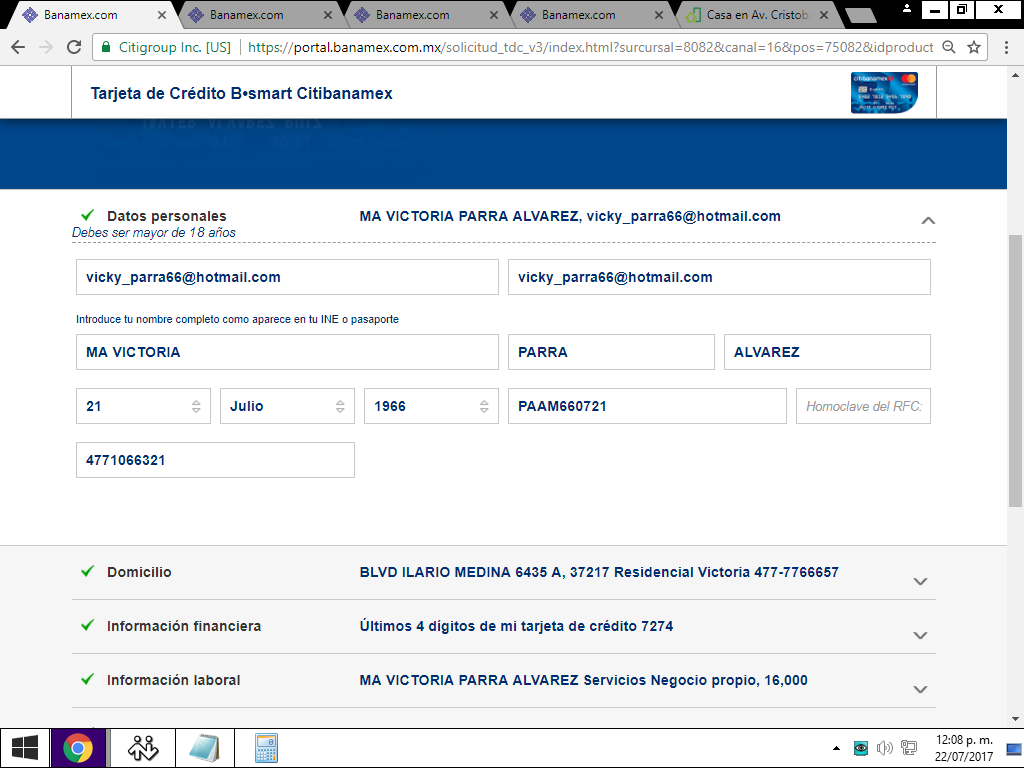 Banamex.com
Banamex.com
Banamex.com
Banamex.com
Casa en Av. Cristob
Citigroup Inc. [US] https://portal.banamex.com.mx/solicitud_tdc_v3/index.html?surcursal=8082&canal=16&pos=75082&idproduct
Tarjeta de Crédito B•smart Citibanamex
citibanamex
Datos personales MA VICTORIA PARRA ALVAREZ, vicky_parra66@hotmail.com
Debes ser mayor de 18 años
vicky_parra66@hotmail.com vicky_parra66@hotmail.com
Introduce tu nombre completo como aparece en tu INE o pasaporte
MA VICTORIA PARRA ALVAREZ
21 Julio 1966 PAAM660721 Homoclave del RFC:
4771066321
Domicilio BLVD ILARIO MEDINA 6435 A, 37217 Residencial Victoria 477-7766657
Información financiera Últimos 4 dígitos de mi tarjeta de crédito 7274
Información laboral MA VICTORIA PARRA ALVAREZ Servicios Negocio propio, 16,000
12:08 p. m.
22/07/2017